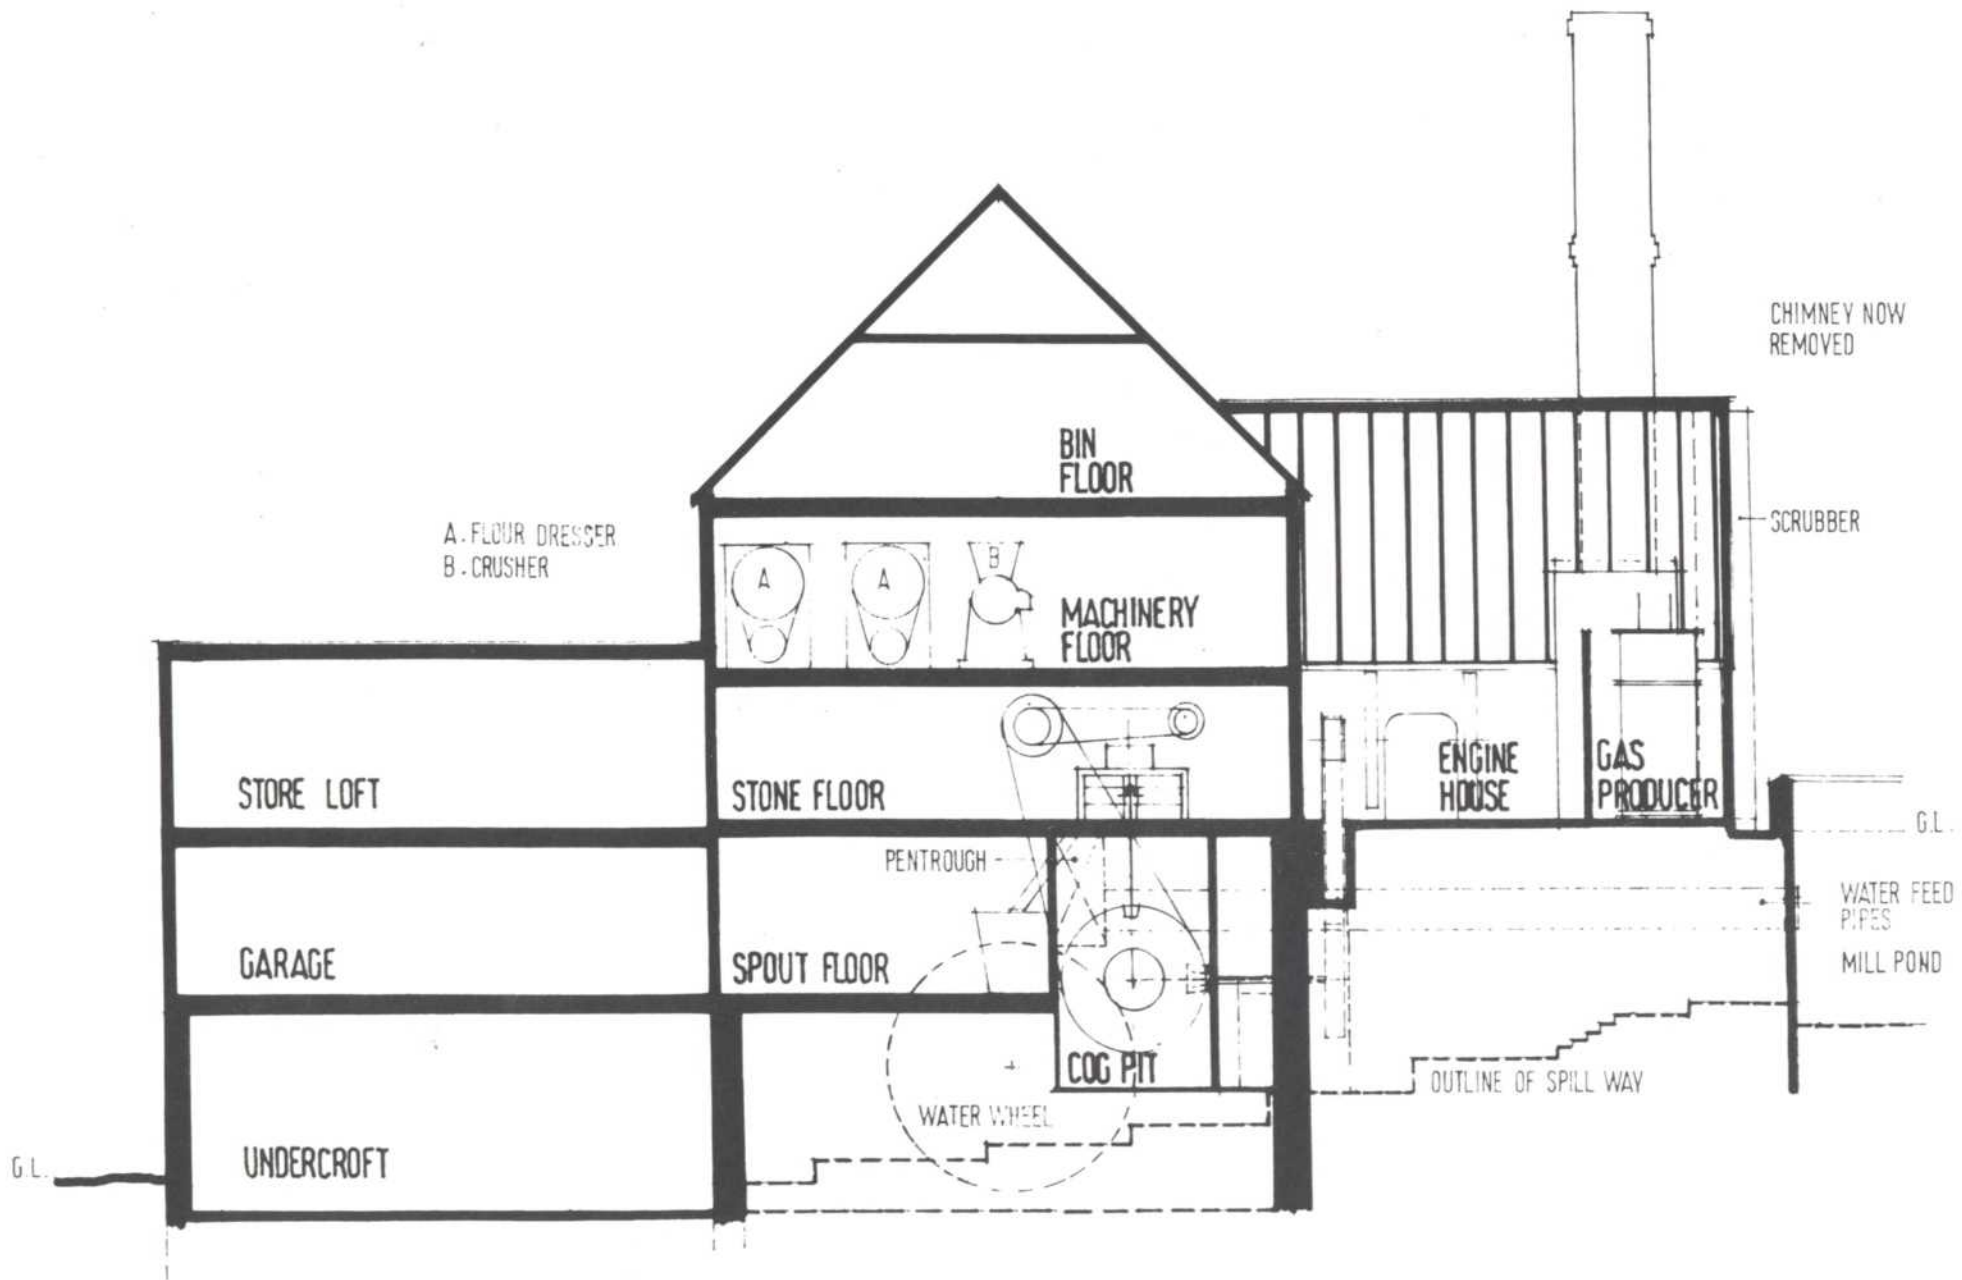 CHIMNEY NOW
REMOVED
BIN
FLOOR
A. FLOUR DRESSER
B. CRUSHER
SCRUBBER
A
A
B
MACHINERY
FLOOR
STORE LOFT
STONE FLOOR
ENGINE
HOUSE
GAS
PRODUCER
G.L.
PENTROUGH
WATER FEED
PIPES
GARAGE
SPOUT FLOOR
MILL POND
COG PIT
OUTLINE OF SPILL WAY
WATER WHEEL
UNDERCROFT
G.L.